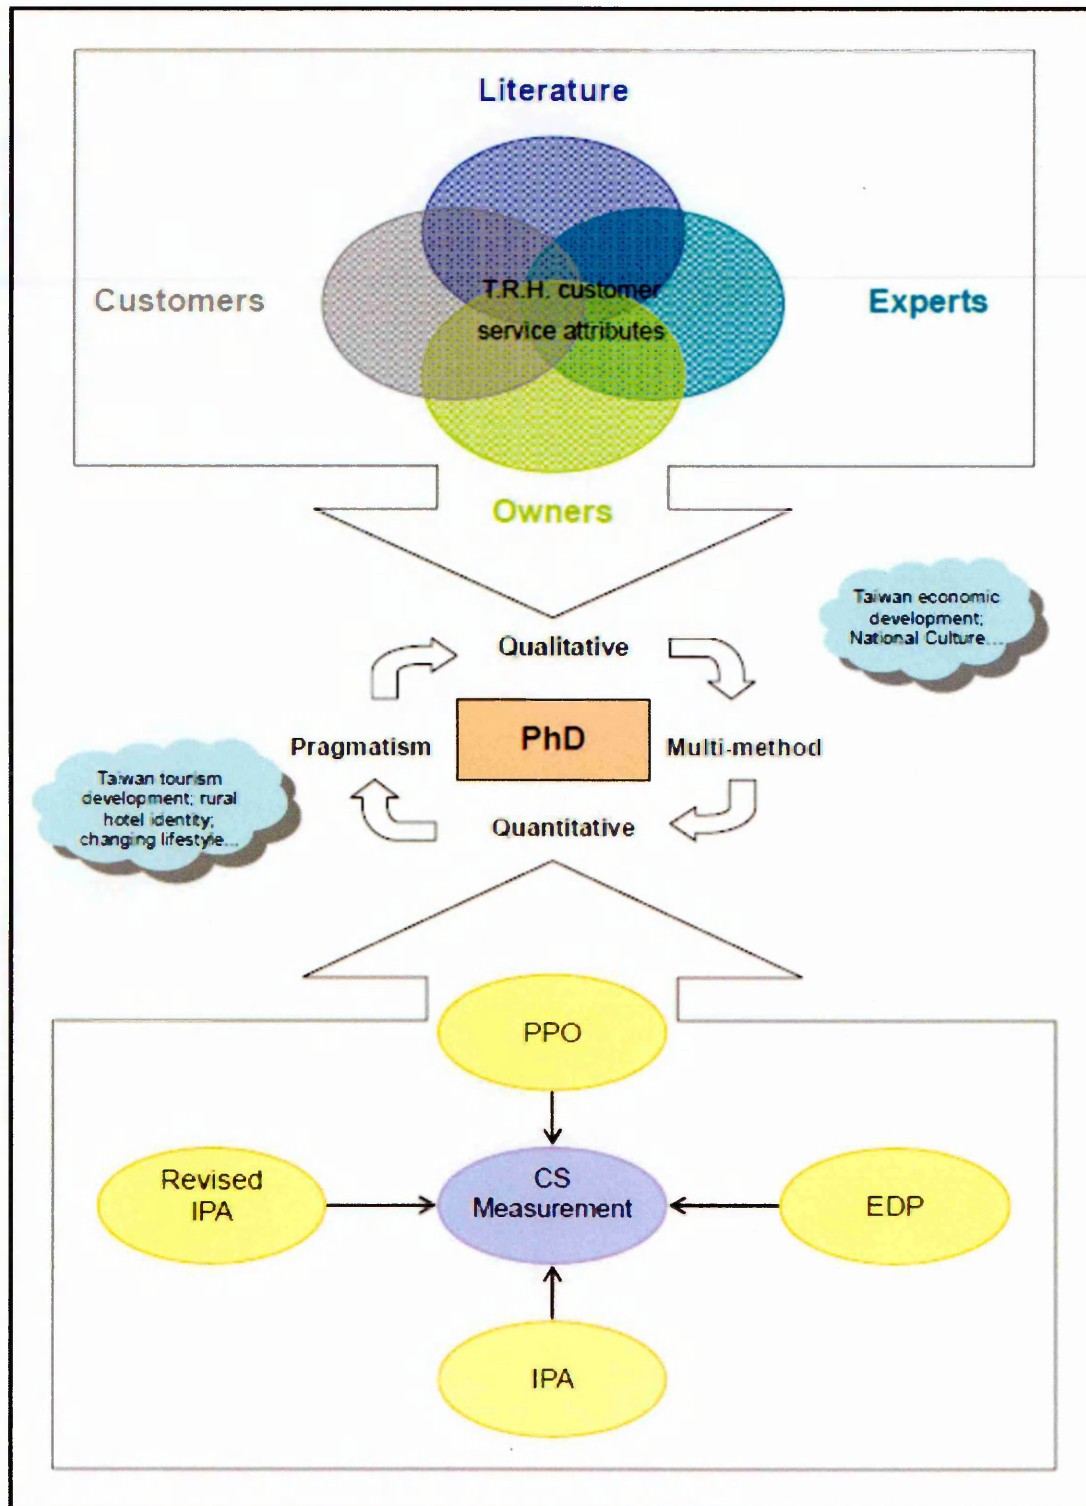 Literature
Customers
T.R.H. customer
service attributes
Experts
Owners
Taiwan economic
development;
National Culture...
Qualitative
Pragmatism
PhD
Multi-method
Taiwan tourism
development; rural
hotel identity;
changing lifestyle...
Quantitative
PPO
Revised
IPA
CS
Measurement
EDP
IPA